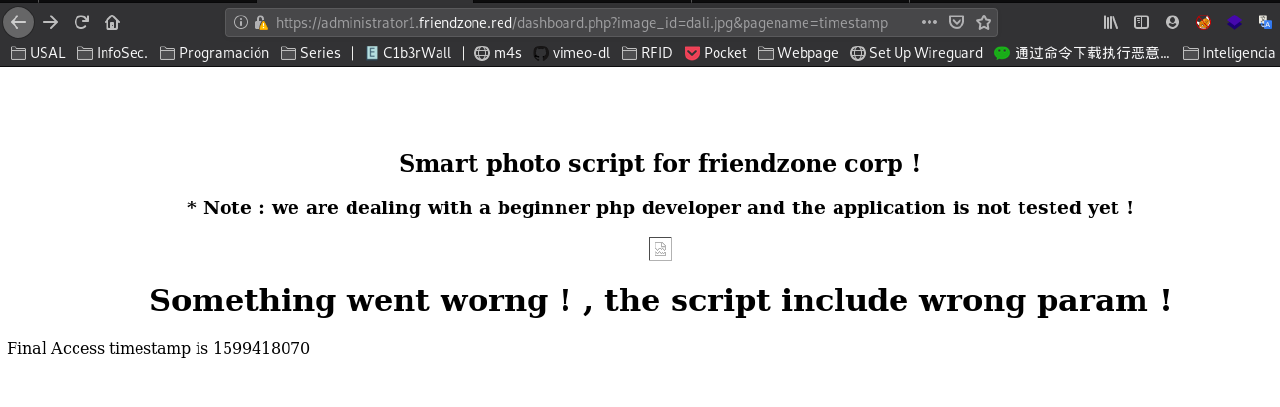 https://administrator1.friendzone.red/dashboard.php?image_id=dali.jpg&pagename=timestamp
USAL InfoSec. Programación Series | C1b3rWall | m4s vimeo-dl RFID Pocket Webpage Set Up Wireguard 通过命令下载执行恶意... Inteligencia
Smart photo script for friendzone corp !
* Note : we are dealing with a beginner php developer and the application is not tested yet !
Something went worng ! , the script include wrong param !
Final Access timestamp is 1599418070